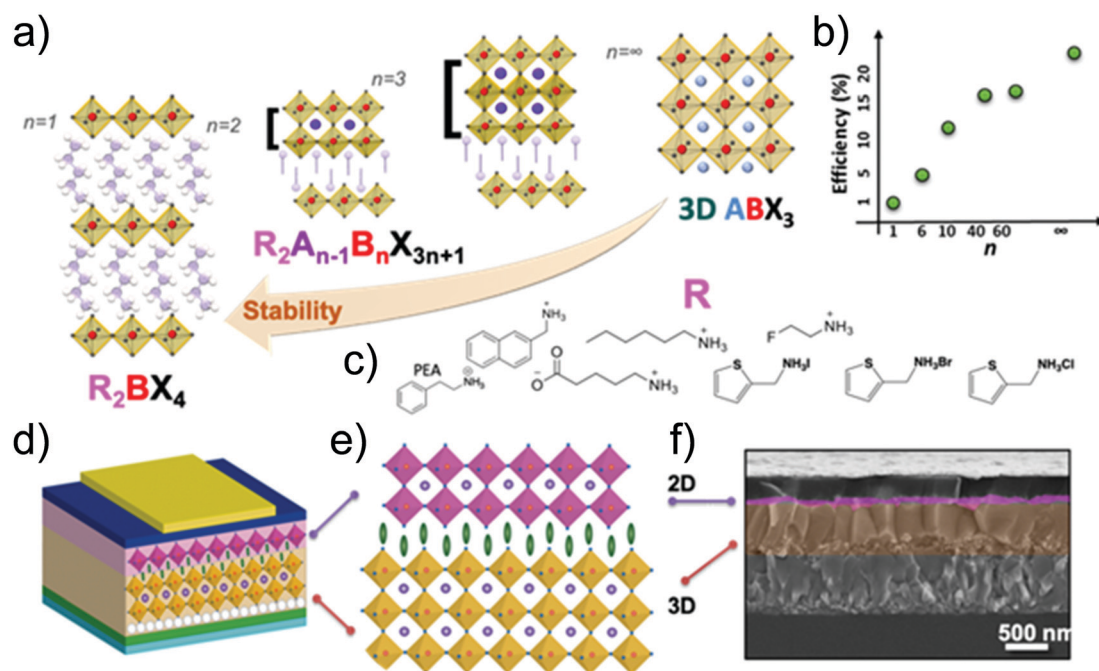 a)
n=1
n=2
n=3
n=∞
R2An-1BnX3n+1
3D ABX3
Stability
R2BX4
b)
Efficiency (%)
20
15
10
5
1
1 6 10 40 60 ∞
n
R
c)
NH3
+
NH3
+
F
NH3
+
PEA
NH3
⊕
O
−O
NH3
+
S
NH3I
S
NH3Br
S
NH3Cl
d)
e)
f)
2D
3D
500 nm